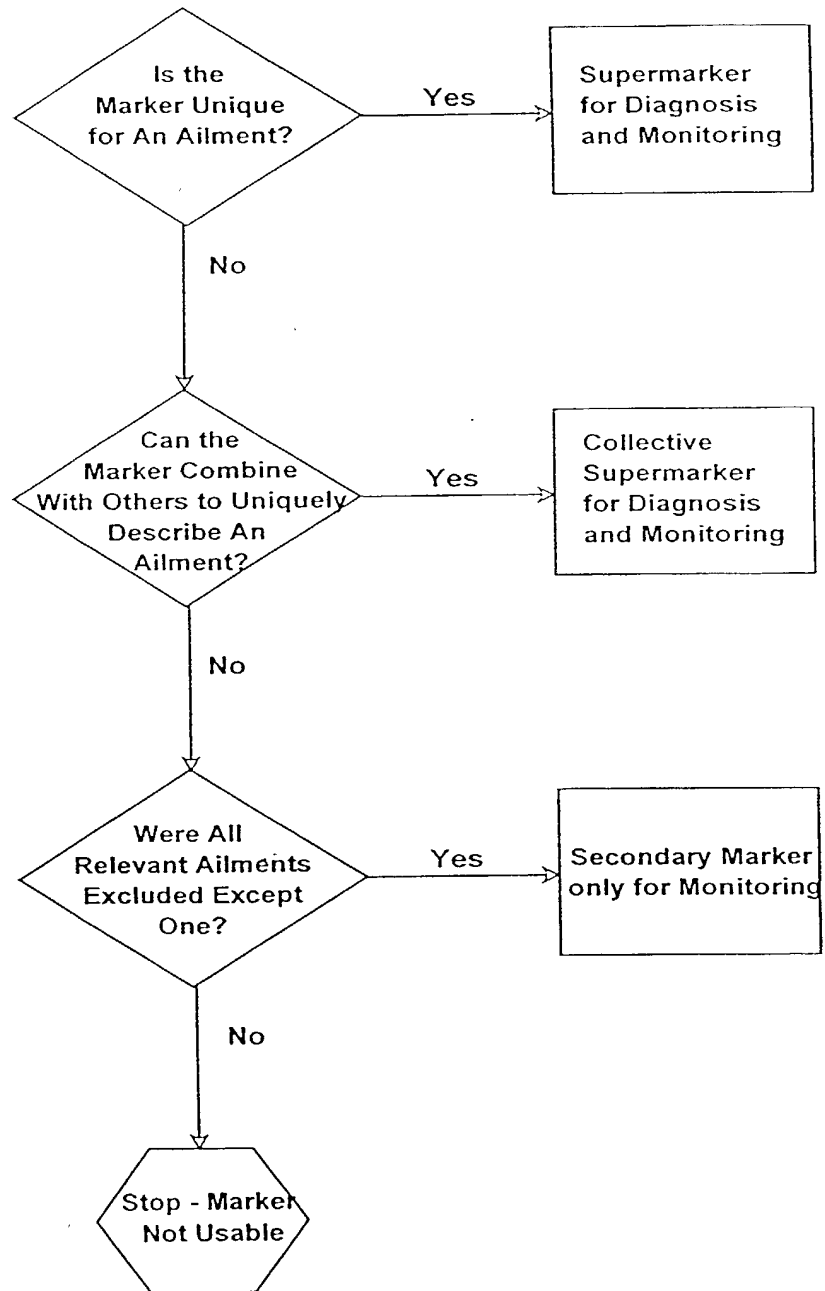 Is the
Marker Unique
for An Ailment?
Yes
Supermarker
for Diagnosis
and Monitoring
No
Can the
Marker Combine
With Others to Uniquely
Describe An
Ailment?
Yes
Collective
Supermarker
for Diagnosis
and Monitoring
No
Were All
Relevant Ailments
Excluded Except
One?
Yes
Secondary Marker
only for Monitoring
No
Stop - Marker
Not Usable